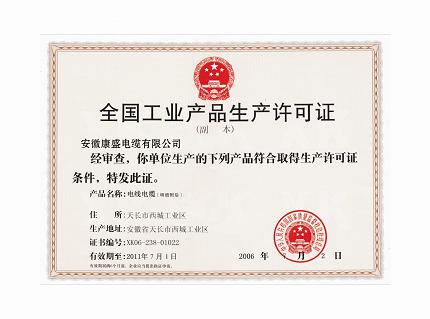 全国工业产品生产许可证
(副 本)
安徽康盛电缆有限公司
经审查，你单位生产的下列产品符合取得生产许可证
条件，特发此证。
产品名称:电线电缆(明细附后)
住 所:天长市西城工业区
生产地址:安徽省天长市西城工业区
证书编号:XK06-238-01022
有效期至:2011年7月1日
2006 年 月 2 日